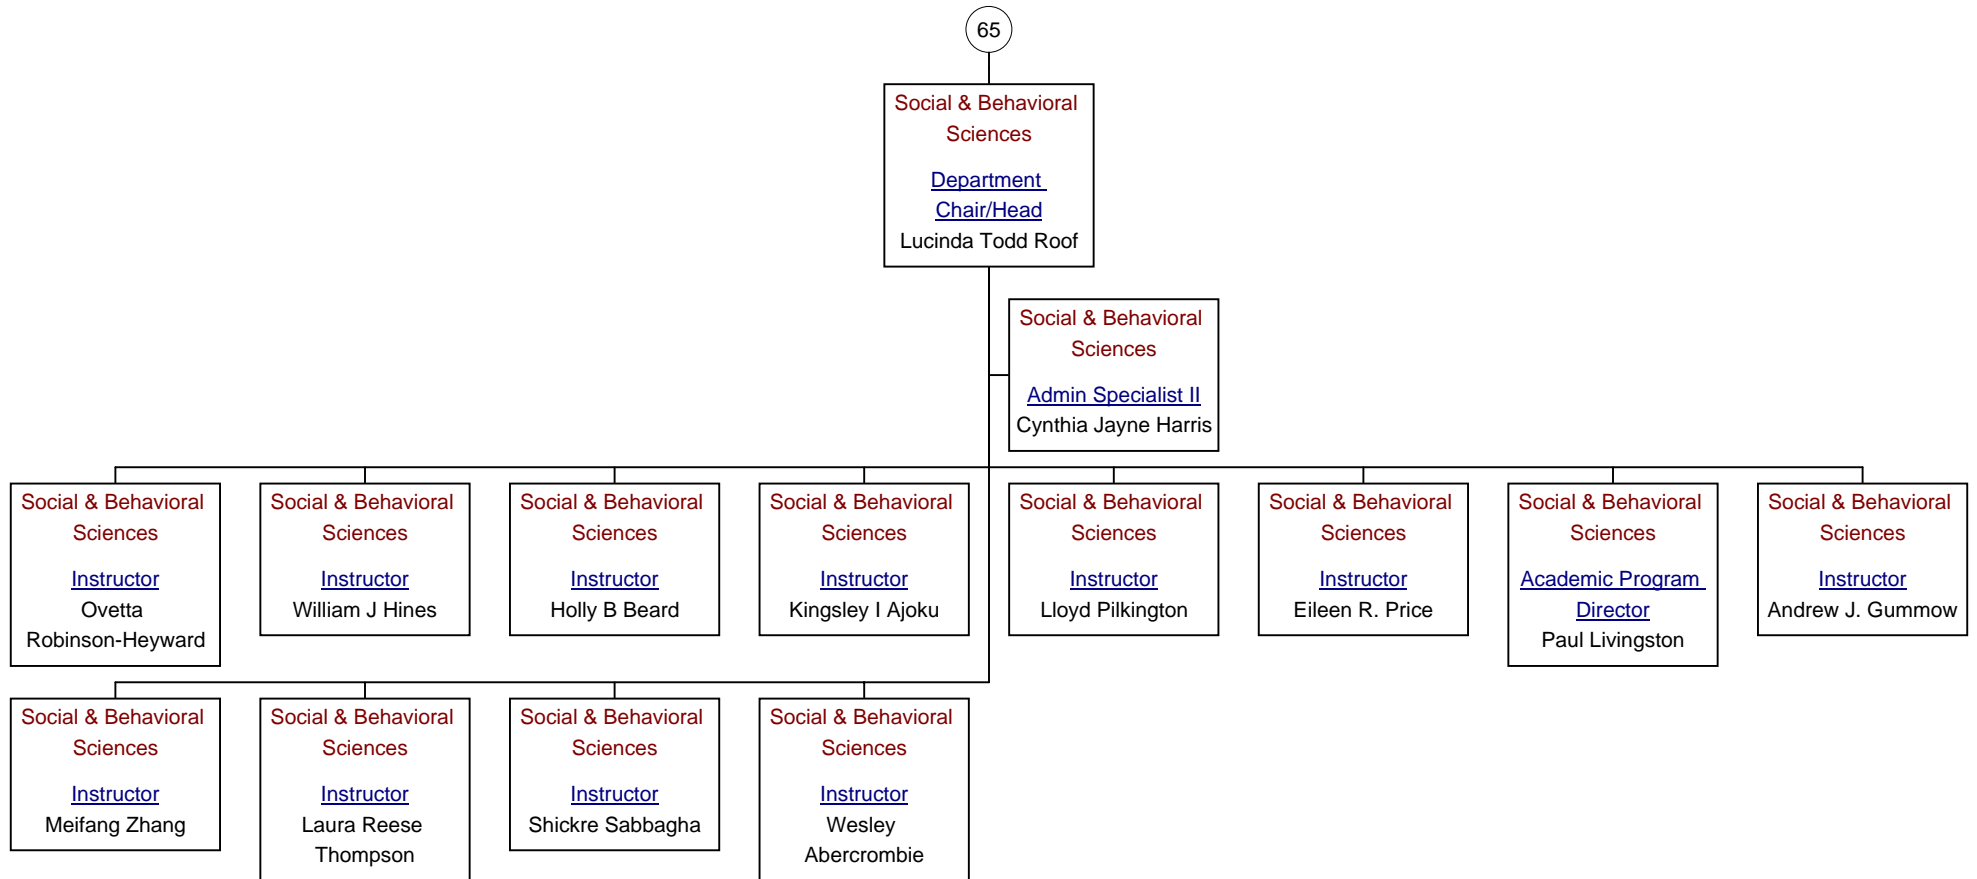 65
Social & Behavioral
Sciences
Department
Chair/Head
Lucinda Todd Roof
Social & Behavioral
Sciences
Admin Specialist II
Cynthia Jayne Harris
Social & Behavioral
Sciences
Instructor
Ovetta
Robinson-Heyward
Social & Behavioral
Sciences
Instructor
William J Hines
Social & Behavioral
Sciences
Instructor
Holly B Beard
Social & Behavioral
Sciences
Instructor
Kingsley I Ajoku
Social & Behavioral
Sciences
Instructor
Lloyd Pilkington
Social & Behavioral
Sciences
Instructor
Eileen R. Price
Social & Behavioral
Sciences
Academic Program
Director
Paul Livingston
Social & Behavioral
Sciences
Instructor
Andrew J. Gummow
Social & Behavioral
Sciences
Instructor
Meifang Zhang
Social & Behavioral
Sciences
Instructor
Laura Reese
Thompson
Social & Behavioral
Sciences
Instructor
Shickre Sabbagha
Social & Behavioral
Sciences
Instructor
Wesley
Abercrombie